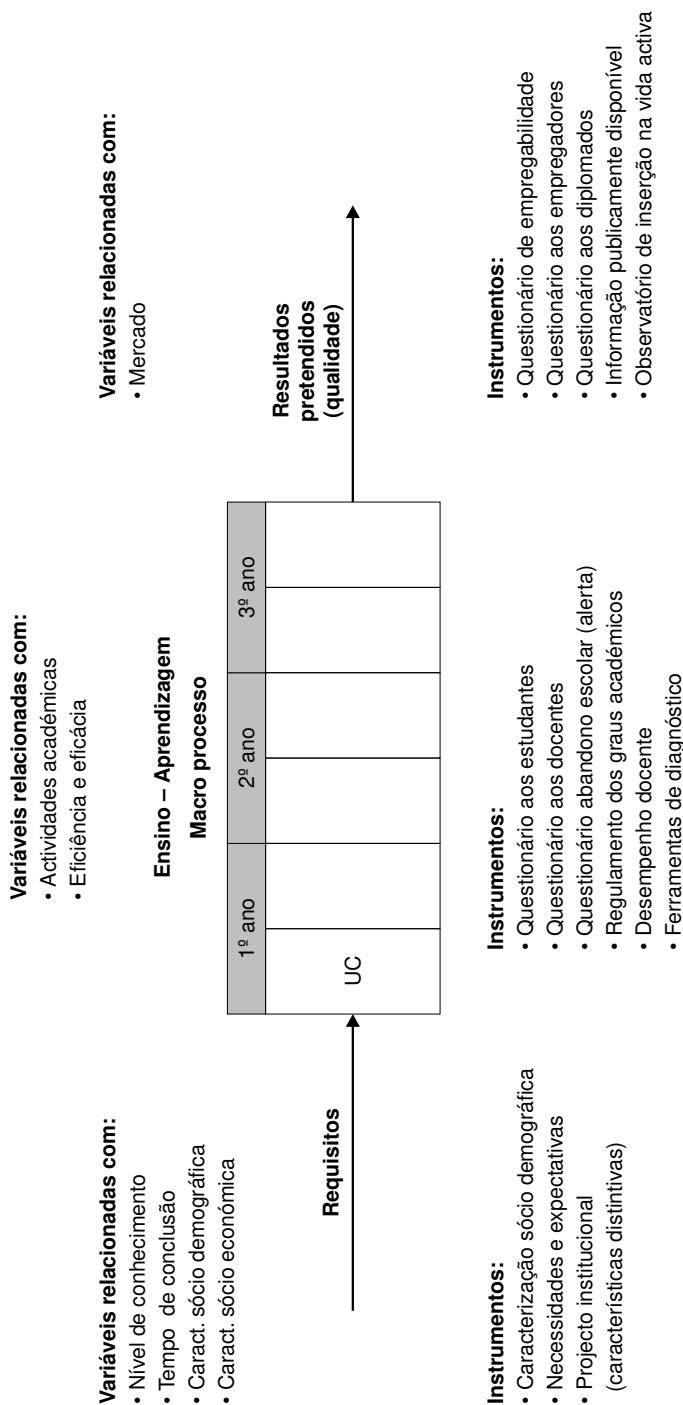 Variáveis relacionadas com:
• Nível de conhecimento
• Tempo de conclusão
• Caract. sócio demográfica
• Caract. sócio económica
Variáveis relacionadas com:
• Actividades académicas
• Eficiência e eficácia
Variáveis relacionadas com:
• Mercado
Ensino – Aprendizagem
Macro processo
1º ano
2º ano
3º ano
Requisitos
UC
Resultados
pretendidos
(qualidade)
Instrumentos:
• Caracterização sócio demográfica
• Necessidades e expectativas
• Projecto institucional
(características distintivas)
Instrumentos:
• Questionário aos estudantes
• Questionário aos docentes
• Questionário abandono escolar (alerta)
• Regulamento dos graus académicos
• Desempenho docente
• Ferramentas de diagnóstico
Instrumentos:
• Questionário de empregabilidade
• Questionário aos empregadores
• Questionário aos diplomados
• Informação publicamente disponível
• Observatório de inserção na vida activa